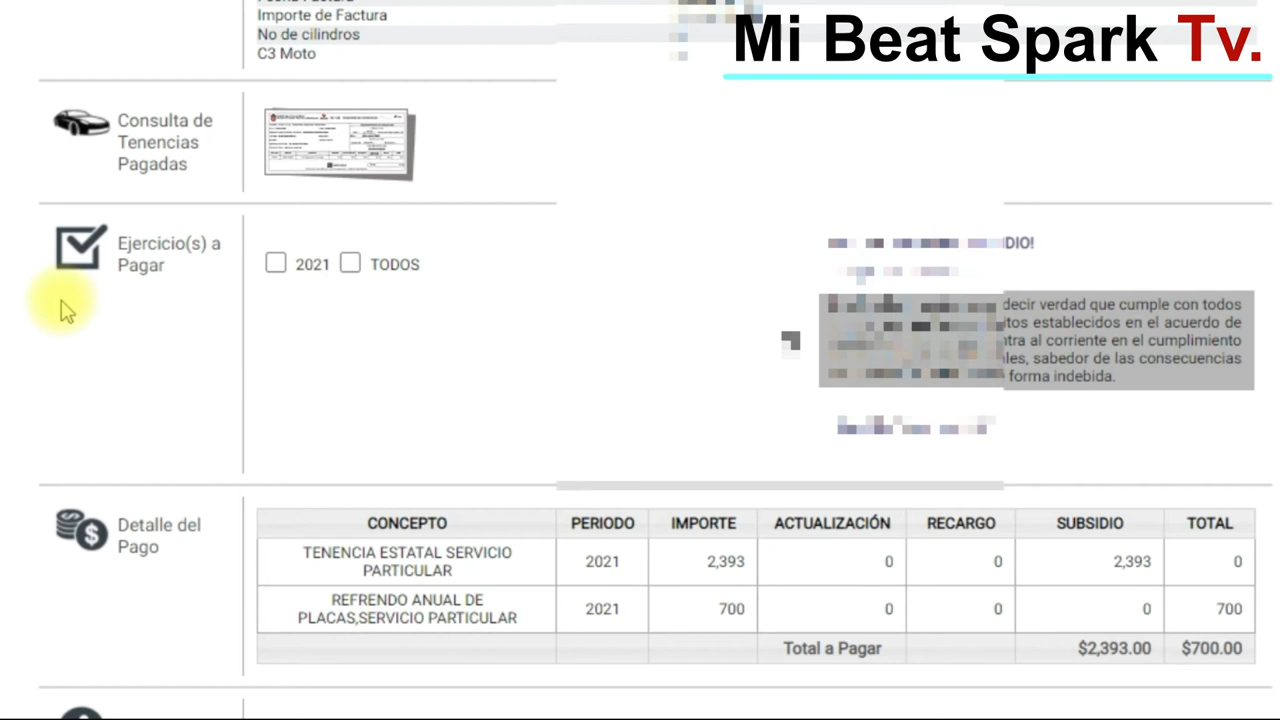 Importe de Factura
No de cilindros
C3 Moto
Mi Beat Spark Tv.
Consulta de
Tenencias
Pagadas
Ejercicio(s) a
Pagar
2021 TODOS
DIO!
decir verdad que cumple con todos
establecidos en el acuerdo de
al corriente en el cumplimiento
sabedor de las consecuencias
forma indebida.
Detalle del
Pago
CONCEPTO PERIODO IMPORTE ACTUALIZACIÓN RECARGO SUBSIDIO TOTAL
TENENCIA ESTATAL SERVICIO
PARTICULAR 2021 2,393 0 0 2,393 0
REFRENDO ANUAL DE
PLACAS,SERVICIO PARTICULAR 2021 700 0 0 0 700
Total a Pagar $2,393.00 $700.00